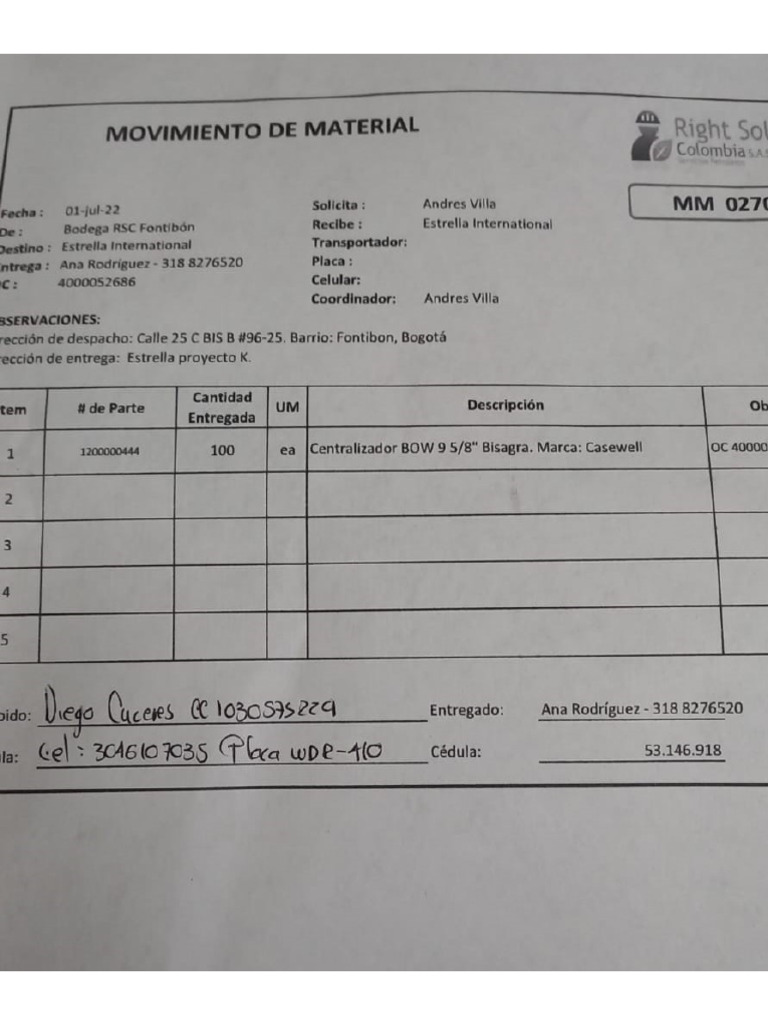 MOVIMIENTO DE MATERIAL
Right Sol
Colombia S.A.S
MM 0270
Fecha : 01-jul-22
De : Bodega RSC Fontibón
Destino : Estrella International
ntrega : Ana Rodríguez - 318 8276520
C : 4000052686
Solicita : Andres Villa
Recibe : Estrella International
Transportador:
Placa :
Celular:
Coordinador: Andres Villa
BSERVACIONES:
rección de despacho: Calle 25 C BIS B #96-25. Barrio: Fontibon, Bogotá
ección de entrega: Estrella proyecto K.
tem # de Parte Cantidad Entregada UM Descripción Ob
1 1200000444 100 ea Centralizador BOW 9 5/8" Bisagra. Marca: Casewell OC 40000
2
3
4
5
bido: Diego Caceres CC 1030575229 Entregado: Ana Rodríguez - 318 8276520
la: Cel : 3046107035 Placa WDR-410 Cédula: 53.146.918